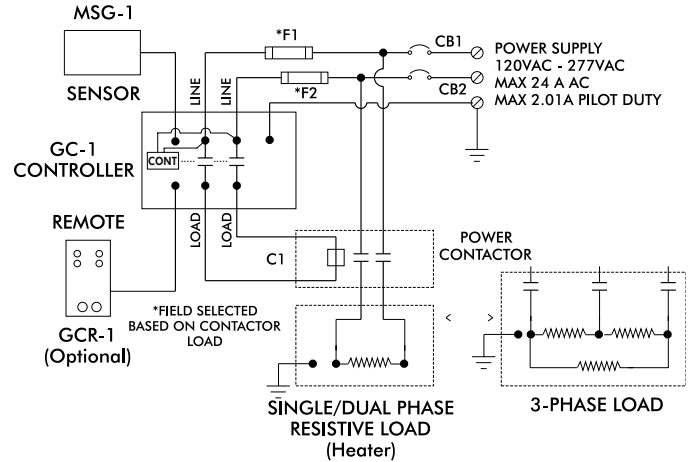 MSG-1
SENSOR
*F1
*F2
CB1
CB2
POWER SUPPLY
120VAC - 277VAC
MAX 24 A AC
MAX 2.01A PILOT DUTY
LINE
LINE
GC-1
CONTROLLER
CONT
LOAD
LOAD
REMOTE
GCR-1
(Optional)
*FIELD SELECTED
BASED ON CONTACTOR
LOAD
C1
POWER
CONTACTOR
< >
SINGLE/DUAL PHASE
RESISTIVE LOAD
(Heater)
3-PHASE LOAD